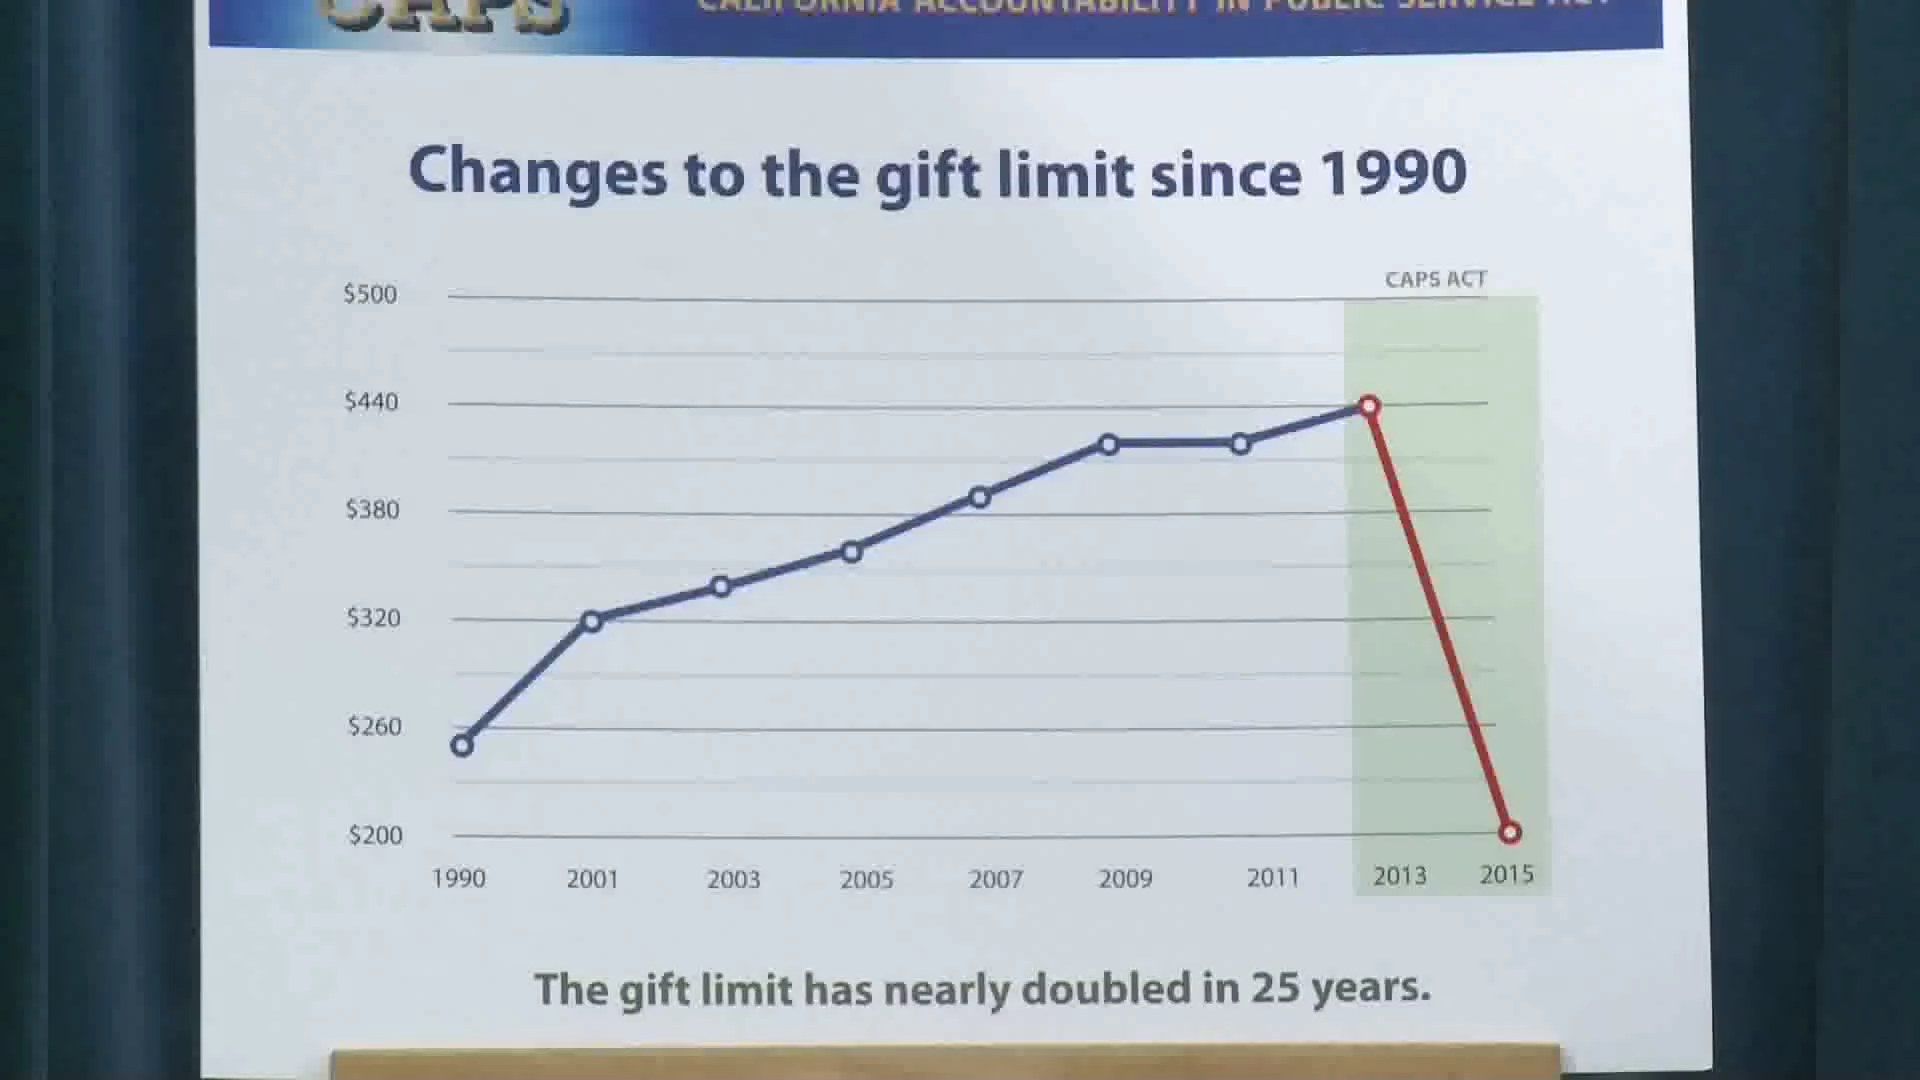 CAPS CALIFORNIA ACCOUNTABILITY IN PUBLIC SERVICE ACT
Changes to the gift limit since 1990
CAPS ACT
$500
$440
$380
$320
$260
$200
1990 2001 2003 2005 2007 2009 2011 2013 2015
The gift limit has nearly doubled in 25 years.